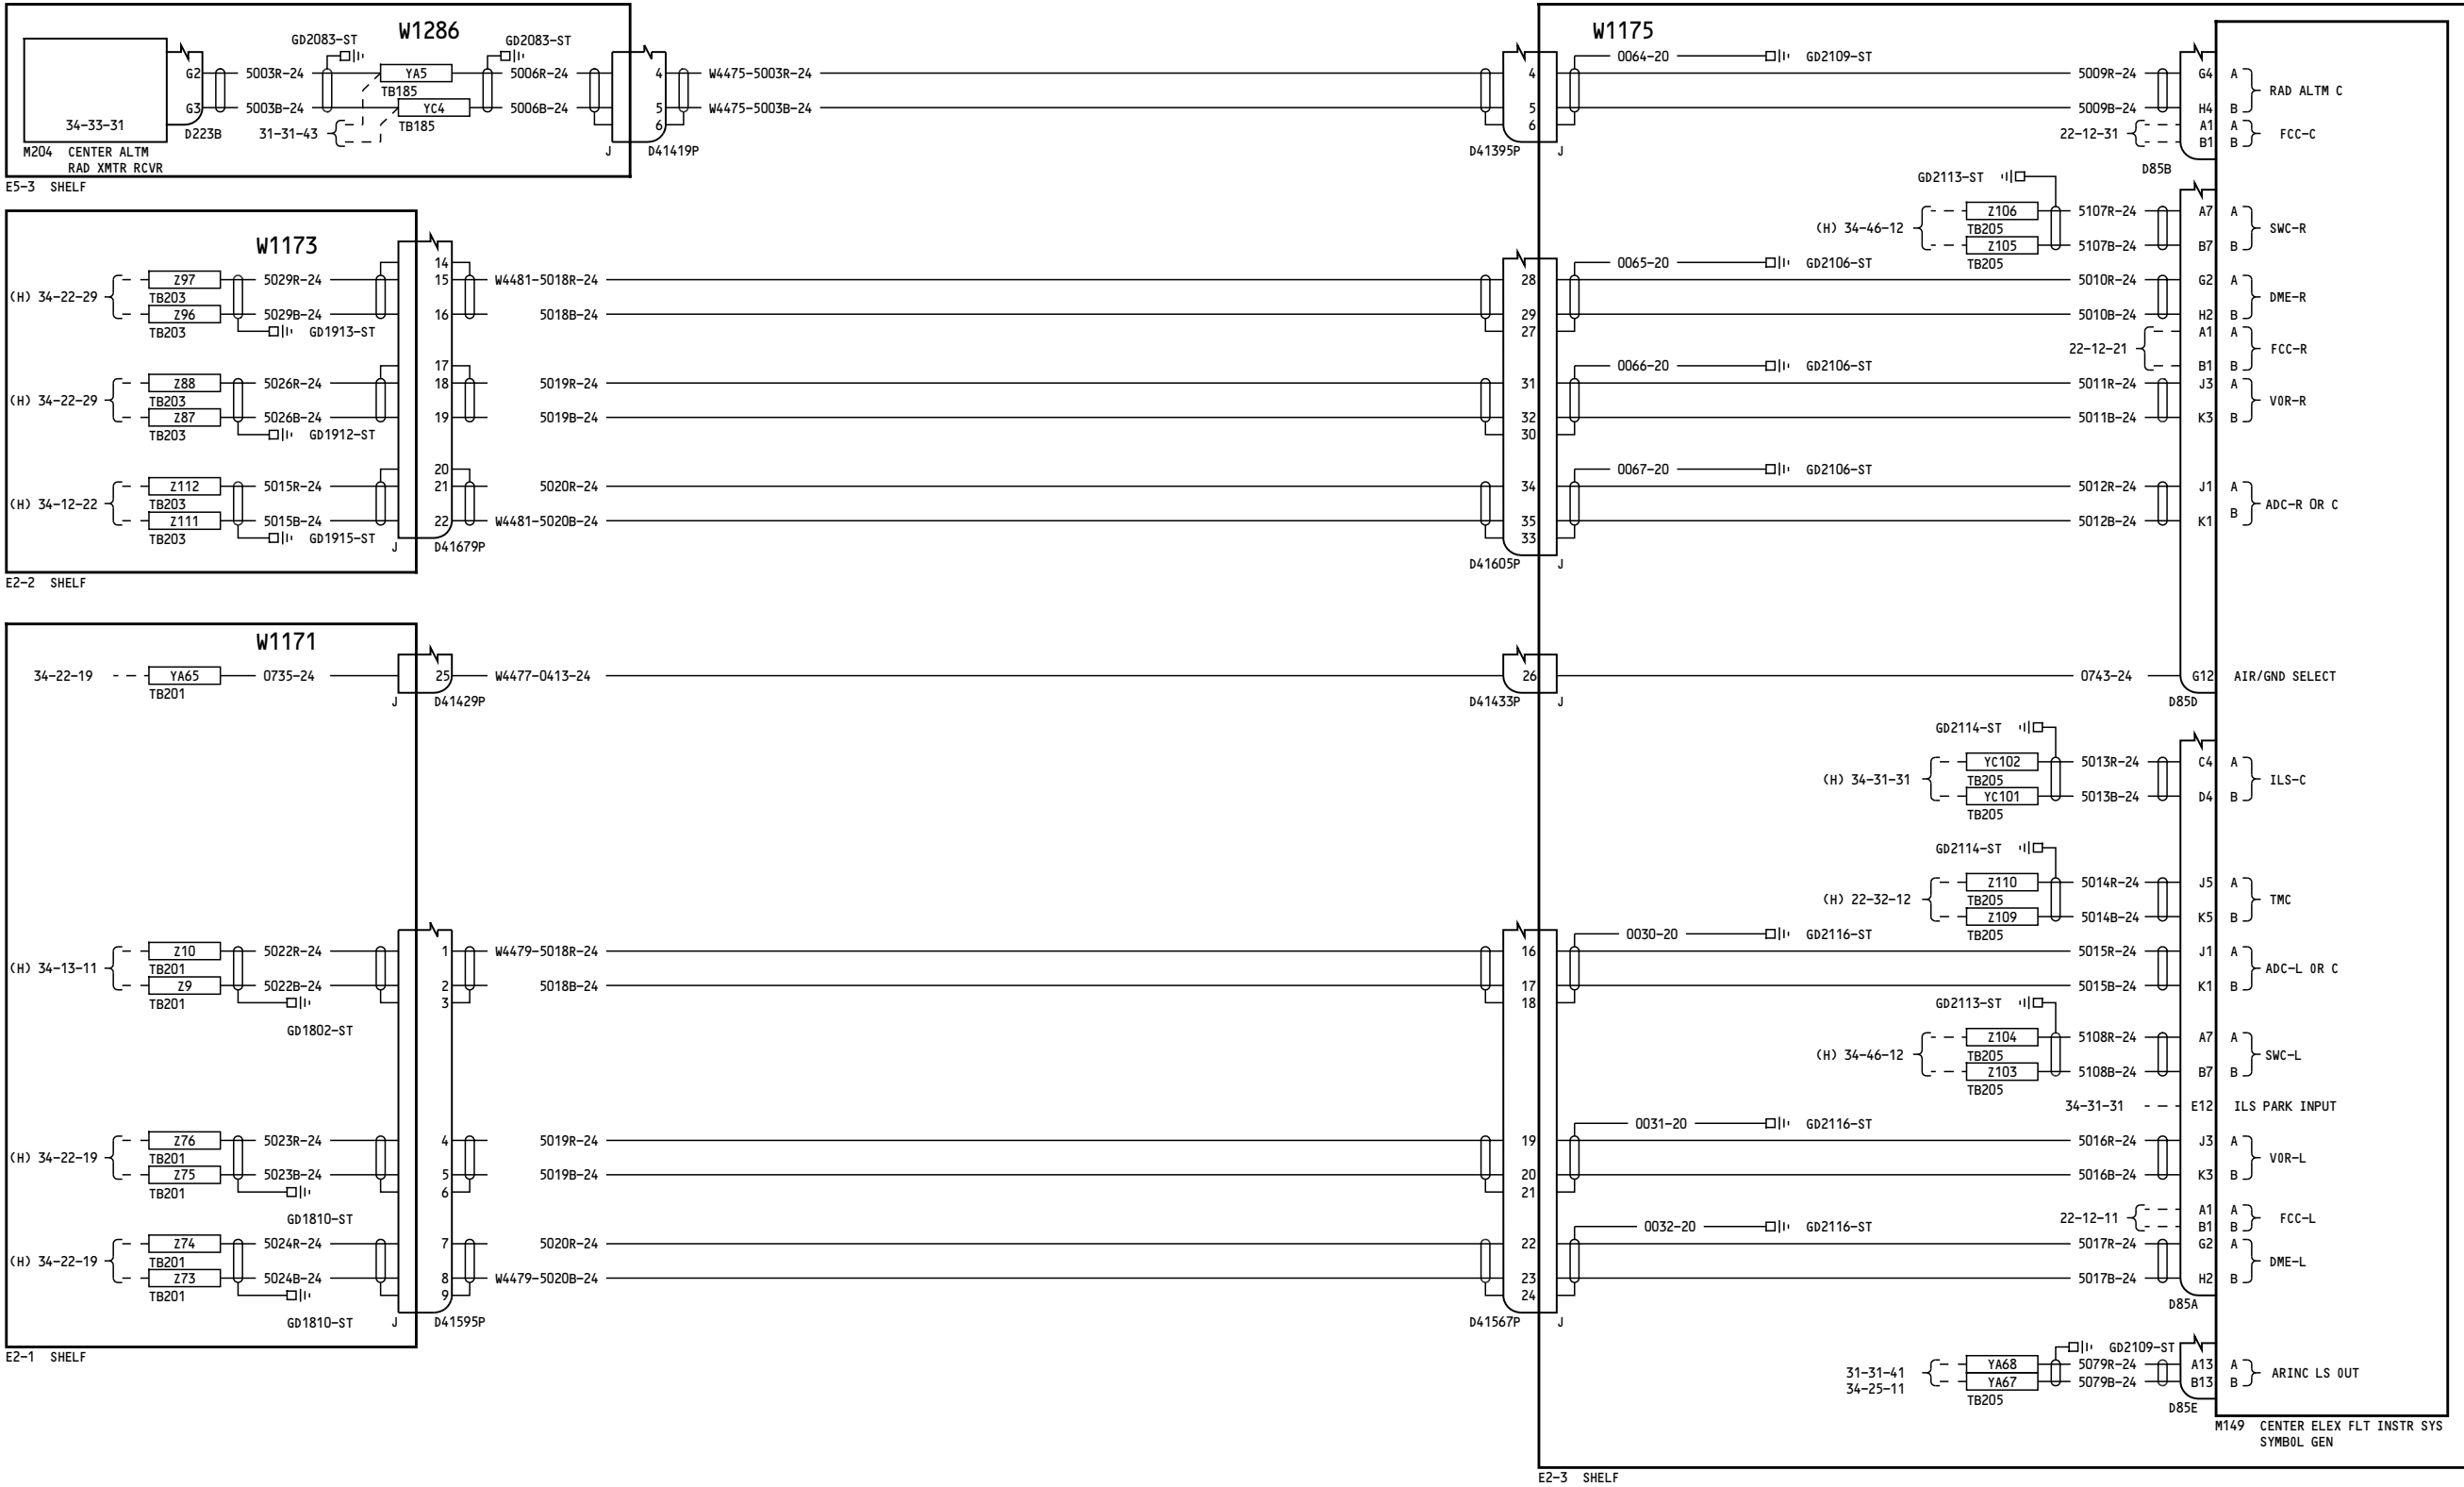 W1286
GD2083-ST
GD2083-ST
G2 5003R-24 YA5 5006R-24 4 W4475-5003R-24
TB185
G3 5003B-24 YC4 5006B-24 5 W4475-5003B-24
TB185
6
34-33-31
D223B
31-31-43
J D41419P
M204 CENTER ALTM
RAD XMTR RCVR
E5-3 SHELF
W1175
0064-20 GD2109-ST
4 5009R-24 G4 A
RAD ALTM C
5 5009B-24 H4 B
6
D41395P J
22-12-31 A1 A
FCC-C
B1 B
D85B
GD2113-ST
(H) 34-46-12
Z106 5107R-24 A7 A
TB205
SWC-R
Z105 5107B-24 B7 B
TB205
W1173
14
(H) 34-22-29
Z97 5029R-24 15 W4481-5018R-24
TB203
Z96 5029B-24 16 5018B-24
TB203
GD1913-ST
0065-20 GD2106-ST
28 5010R-24 G2 A
DME-R
29 5010B-24 H2 B
27
22-12-21 A1 A
FCC-R
B1 B
17
(H) 34-22-29
Z88 5026R-24 18 5019R-24
TB203
Z87 5026B-24 19 5019B-24
TB203
GD1912-ST
0066-20 GD2106-ST
31 5011R-24 J3 A
VOR-R
32 5011B-24 K3 B
30
20
(H) 34-12-22
Z112 5015R-24 21 5020R-24
TB203
Z111 5015B-24 22 W4481-5020B-24
TB203
GD1915-ST
J D41679P
E2-2 SHELF
0067-20 GD2106-ST
34 5012R-24 J1 A
ADC-R OR C
B
35 5012B-24 K1
33
D41605P J
W1171
34-22-19 YA65 0735-24 25 W4477-0413-24
TB201
J D41429P
26 0743-24 G12 AIR/GND SELECT
D41433P J
D85D
GD2114-ST
(H) 34-31-31
YC102 5013R-24 C4 A
TB205
ILS-C
YC101 5013B-24 D4 B
TB205
GD2114-ST
(H) 22-32-12
Z110 5014R-24 J5 A
TB205
TMC
Z109 5014B-24 K5 B
TB205
(H) 34-13-11
Z10 5022R-24 1 W4479-5018R-24
TB201
Z9 5022B-24 2 5018B-24
TB201
3
GD1802-ST
0030-20 GD2116-ST
16 5015R-24 J1 A
ADC-L OR C
17 5015B-24 K1 B
18
GD2113-ST
(H) 34-46-12
Z104 5108R-24 A7 A
TB205
SWC-L
Z103 5108B-24 B7 B
TB205
34-31-31 E12 ILS PARK INPUT
(H) 34-22-19
Z76 5023R-24 4 5019R-24
TB201
Z75 5023B-24 5 5019B-24
TB201
6
GD1810-ST
0031-20 GD2116-ST
19 5016R-24 J3 A
VOR-L
20 5016B-24 K3 B
21
22-12-11 A1 A
FCC-L
B1 B
(H) 34-22-19
Z74 5024R-24 7 5020R-24
TB201
Z73 5024B-24 8 W4479-5020B-24
TB201
9
GD1810-ST
J D41595P
E2-1 SHELF
0032-20 GD2116-ST
22 5017R-24 G2 A
DME-L
23 5017B-24 H2 B
24
D41567P J
D85A
GD2109-ST
31-31-41
34-25-11
YA68 5079R-24 A13 A
ARINC LS OUT
YA67 5079B-24 B13 B
TB205
D85E
M149 CENTER ELEX FLT INSTR SYS
SYMBOL GEN
E2-3 SHELF